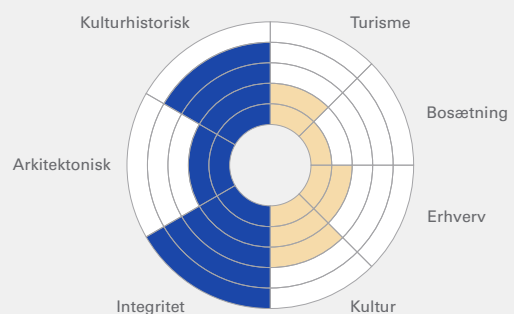 Kulturhistorisk
Turisme
Bosætning
Arkitektonisk
Erhverv
Integritet
Kultur